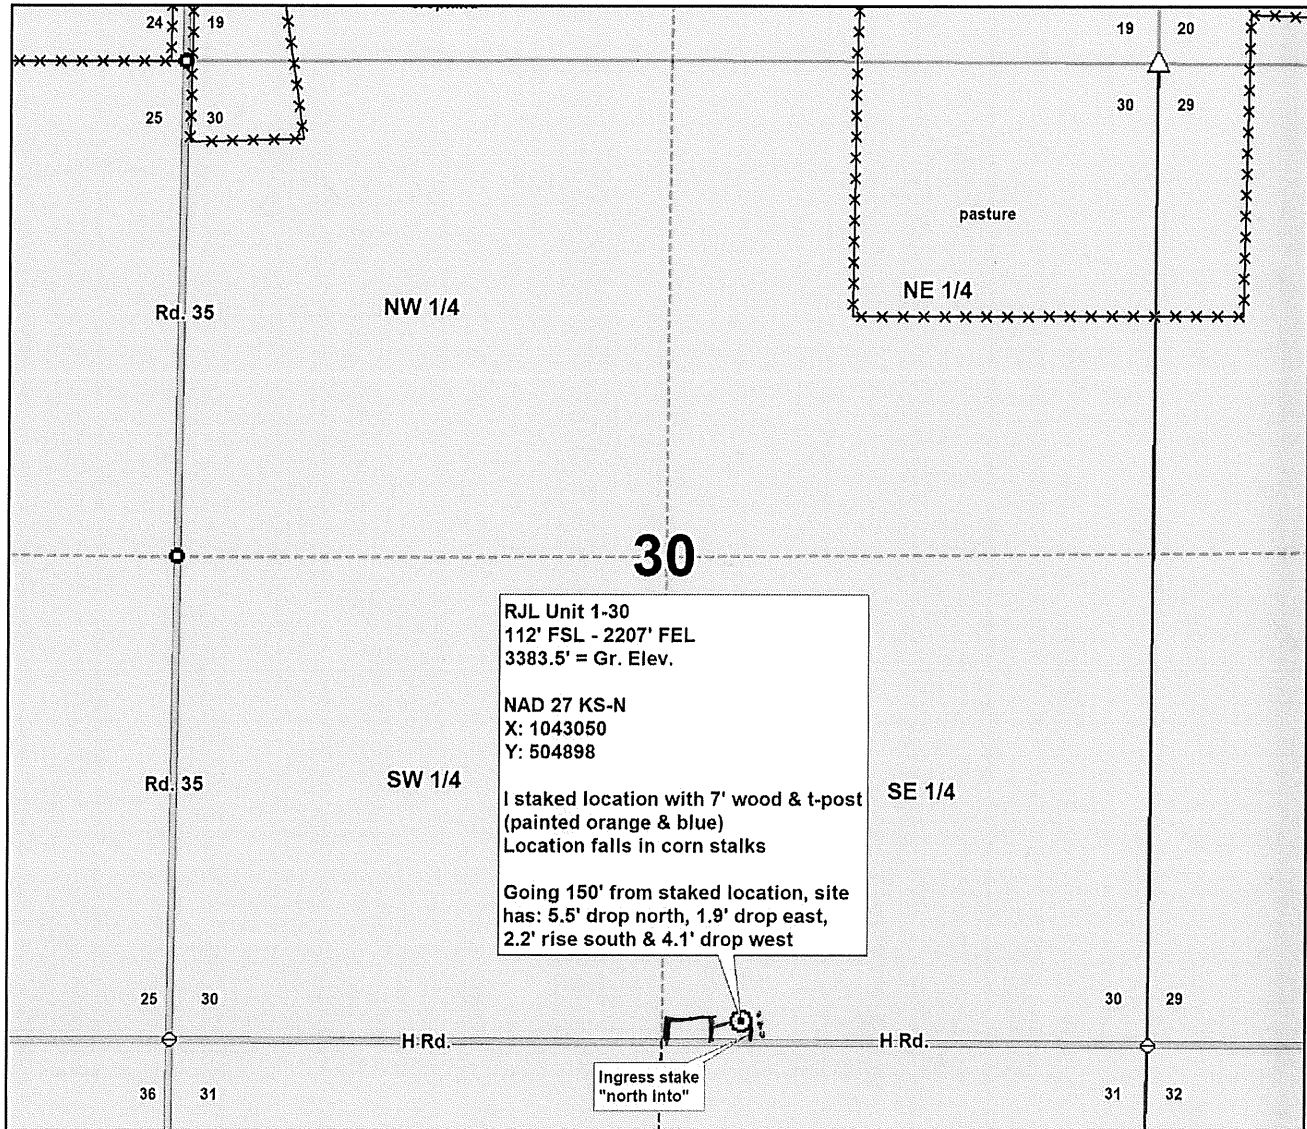 24 19
19 20
25 30
30 29
pasture
NE 1/4
NW 1/4
Rd. 35
30
RJL Unit 1-30
112' FSL - 2207' FEL
3383.5' = Gr. Elev.
NAD 27 KS-N
X: 1043050
Y: 504898
I staked location with 7' wood & t-post
(painted orange & blue)
Location falls in corn stalks
Going 150' from staked location, site
has: 5.5' drop north, 1.9' drop east,
2.2' rise south & 4.1' drop west
Rd. 35
SW 1/4
SE 1/4
25 30
30 29
H Rd.
H Rd.
Ingress stake
"north into"
36 31
31 32